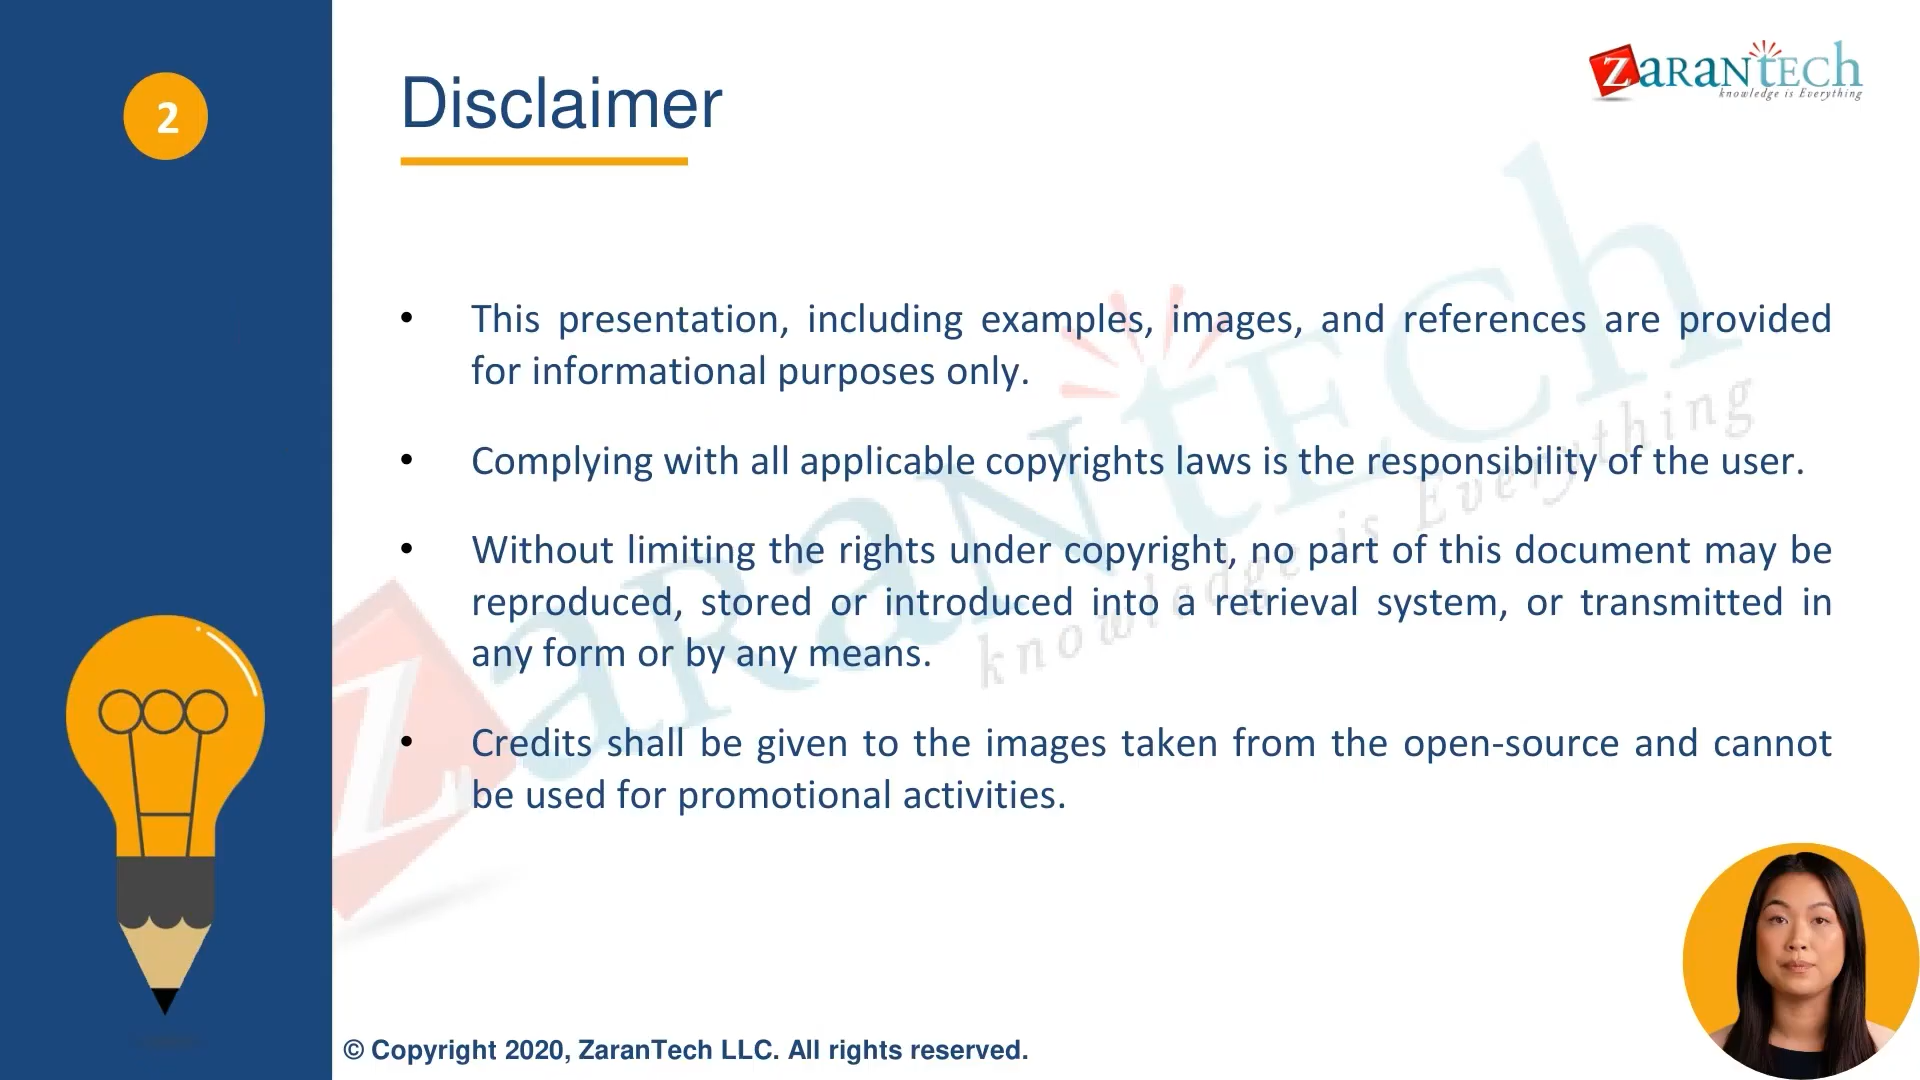 2
Disclaimer
ZaranTech
knowledge is Everything
• This presentation, including examples, images, and references are provided
for informational purposes only.
• Complying with all applicable copyrights laws is the responsibility of the user.
• Without limiting the rights under copyright, no part of this document may be
reproduced, stored or introduced into a retrieval system, or transmitted in
any form or by any means.
• Credits shall be given to the images taken from the open-source and cannot
be used for promotional activities.
ZaranTech
knowledge is Everything
© Copyright 2020, ZaranTech LLC. All rights reserved.